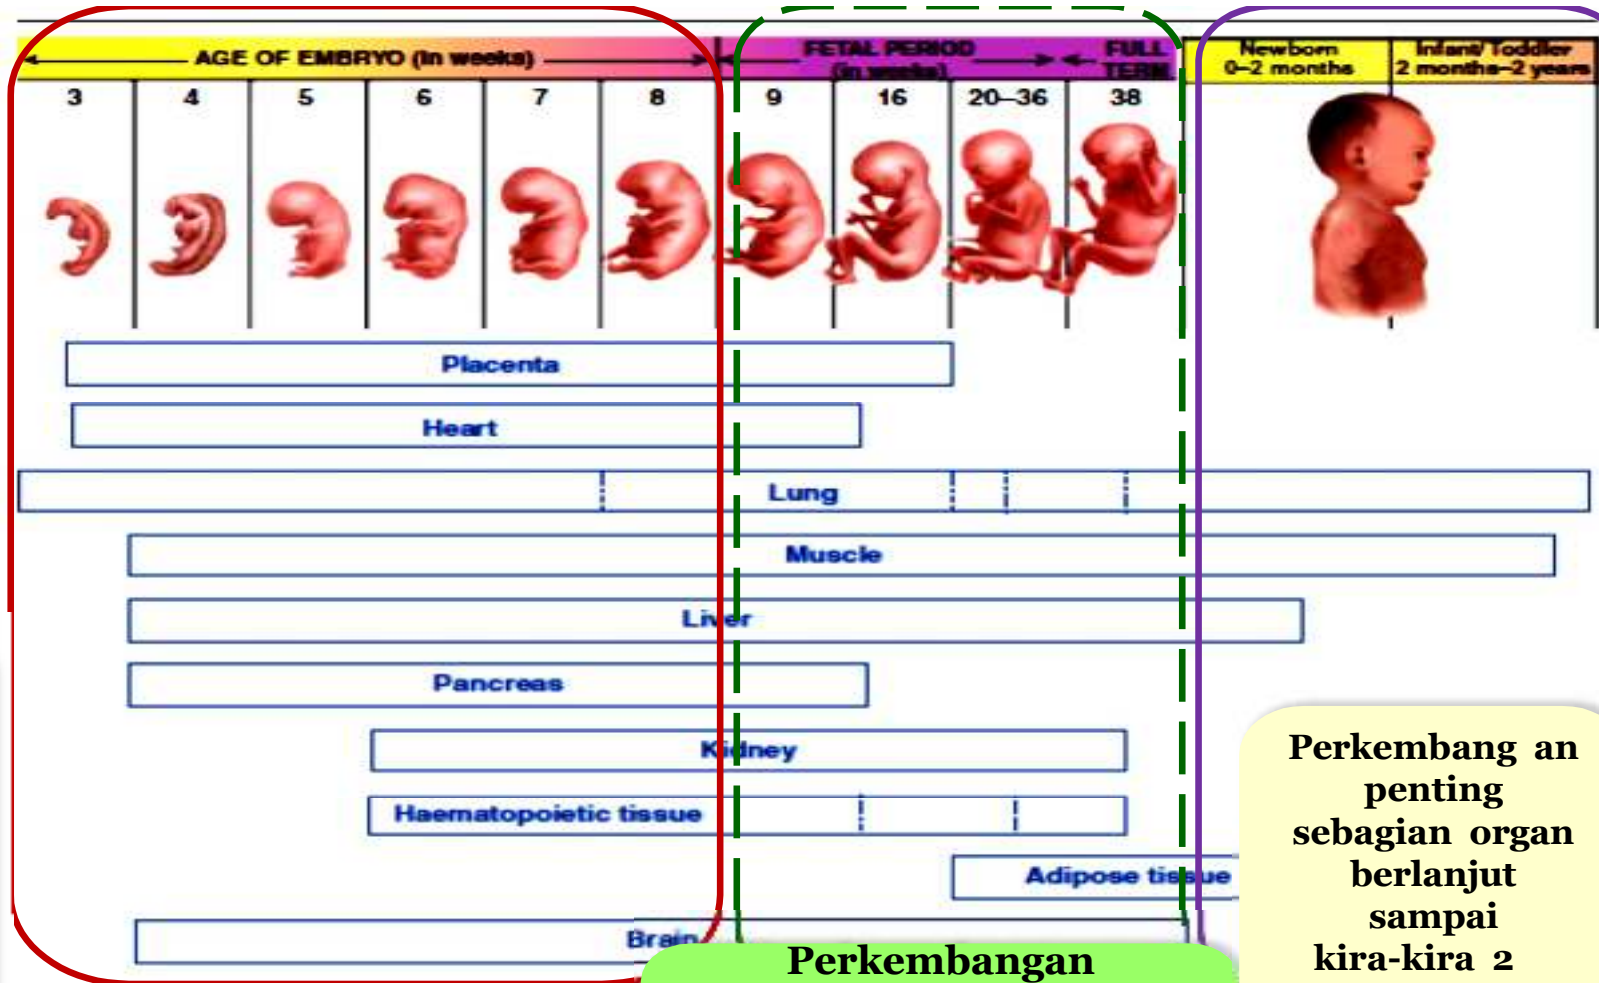 AGE OF EMBRYO (in weeks)
FETAL PERIOD
(in weeks)
FULL
TERM
Newborn
0–2 months
Infant/Toddler
2 months–2 years
3 4 5 6 7 8 9 16 20–36 38
Placenta
Heart
Lung
Muscle
Liver
Pancreas
Kidney
Haematopoietic tissue
Adipose tissue
Brain
Perkembangan
Perkembang an
penting
sebagian organ
berlanjut
sampai
kira-kira 2